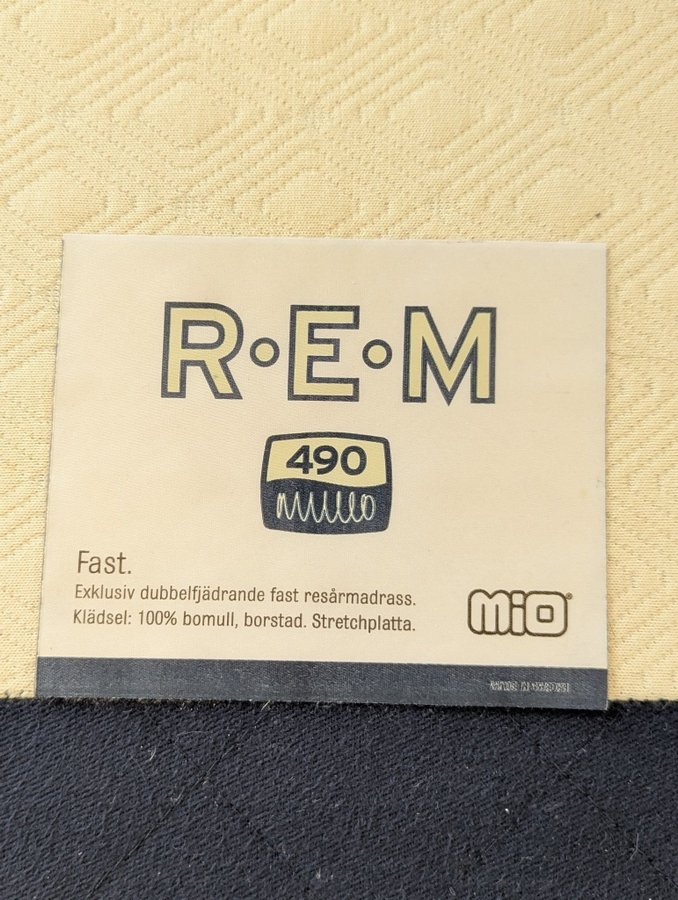 R•E•M
490
Fast.
Exklusiv dubbelfjädrande fast resårmadrass.
Klädsel: 100% bomull, borstad. Stretchplatta.
MiO®